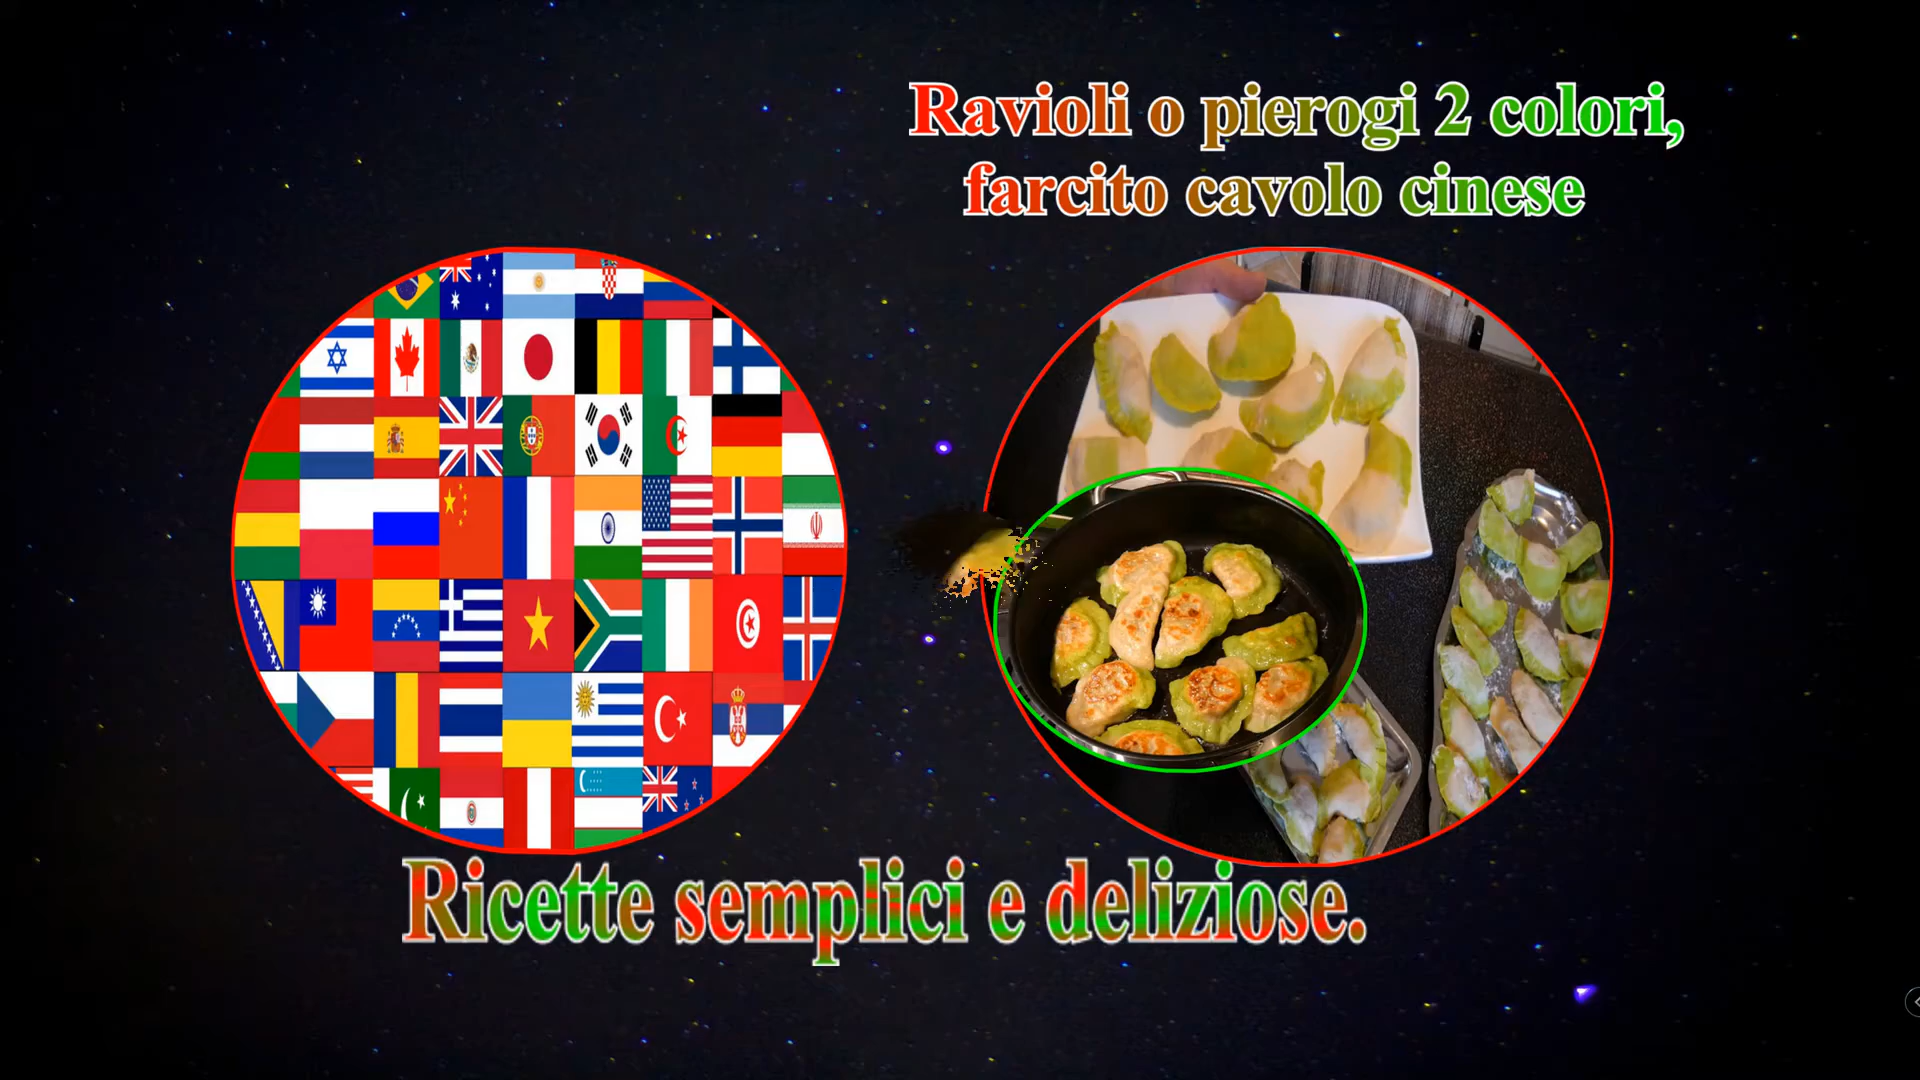 Ravioli o pierogi 2 colori,
farcito cavolo cinese
Ricette semplici e deliziose.